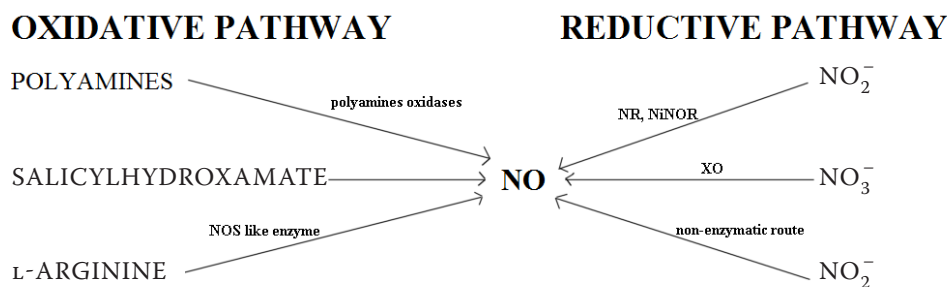 OXIDATIVE PATHWAY REDUCTIVE PATHWAY
POLYAMINES NO₂⁻
polyamines oxidases
NR, NiNOR
SALICYLHYDROXAMATE NO XO NO₃⁻
NOS like enzyme non-enzymatic route
L-ARGININE NO₂⁻